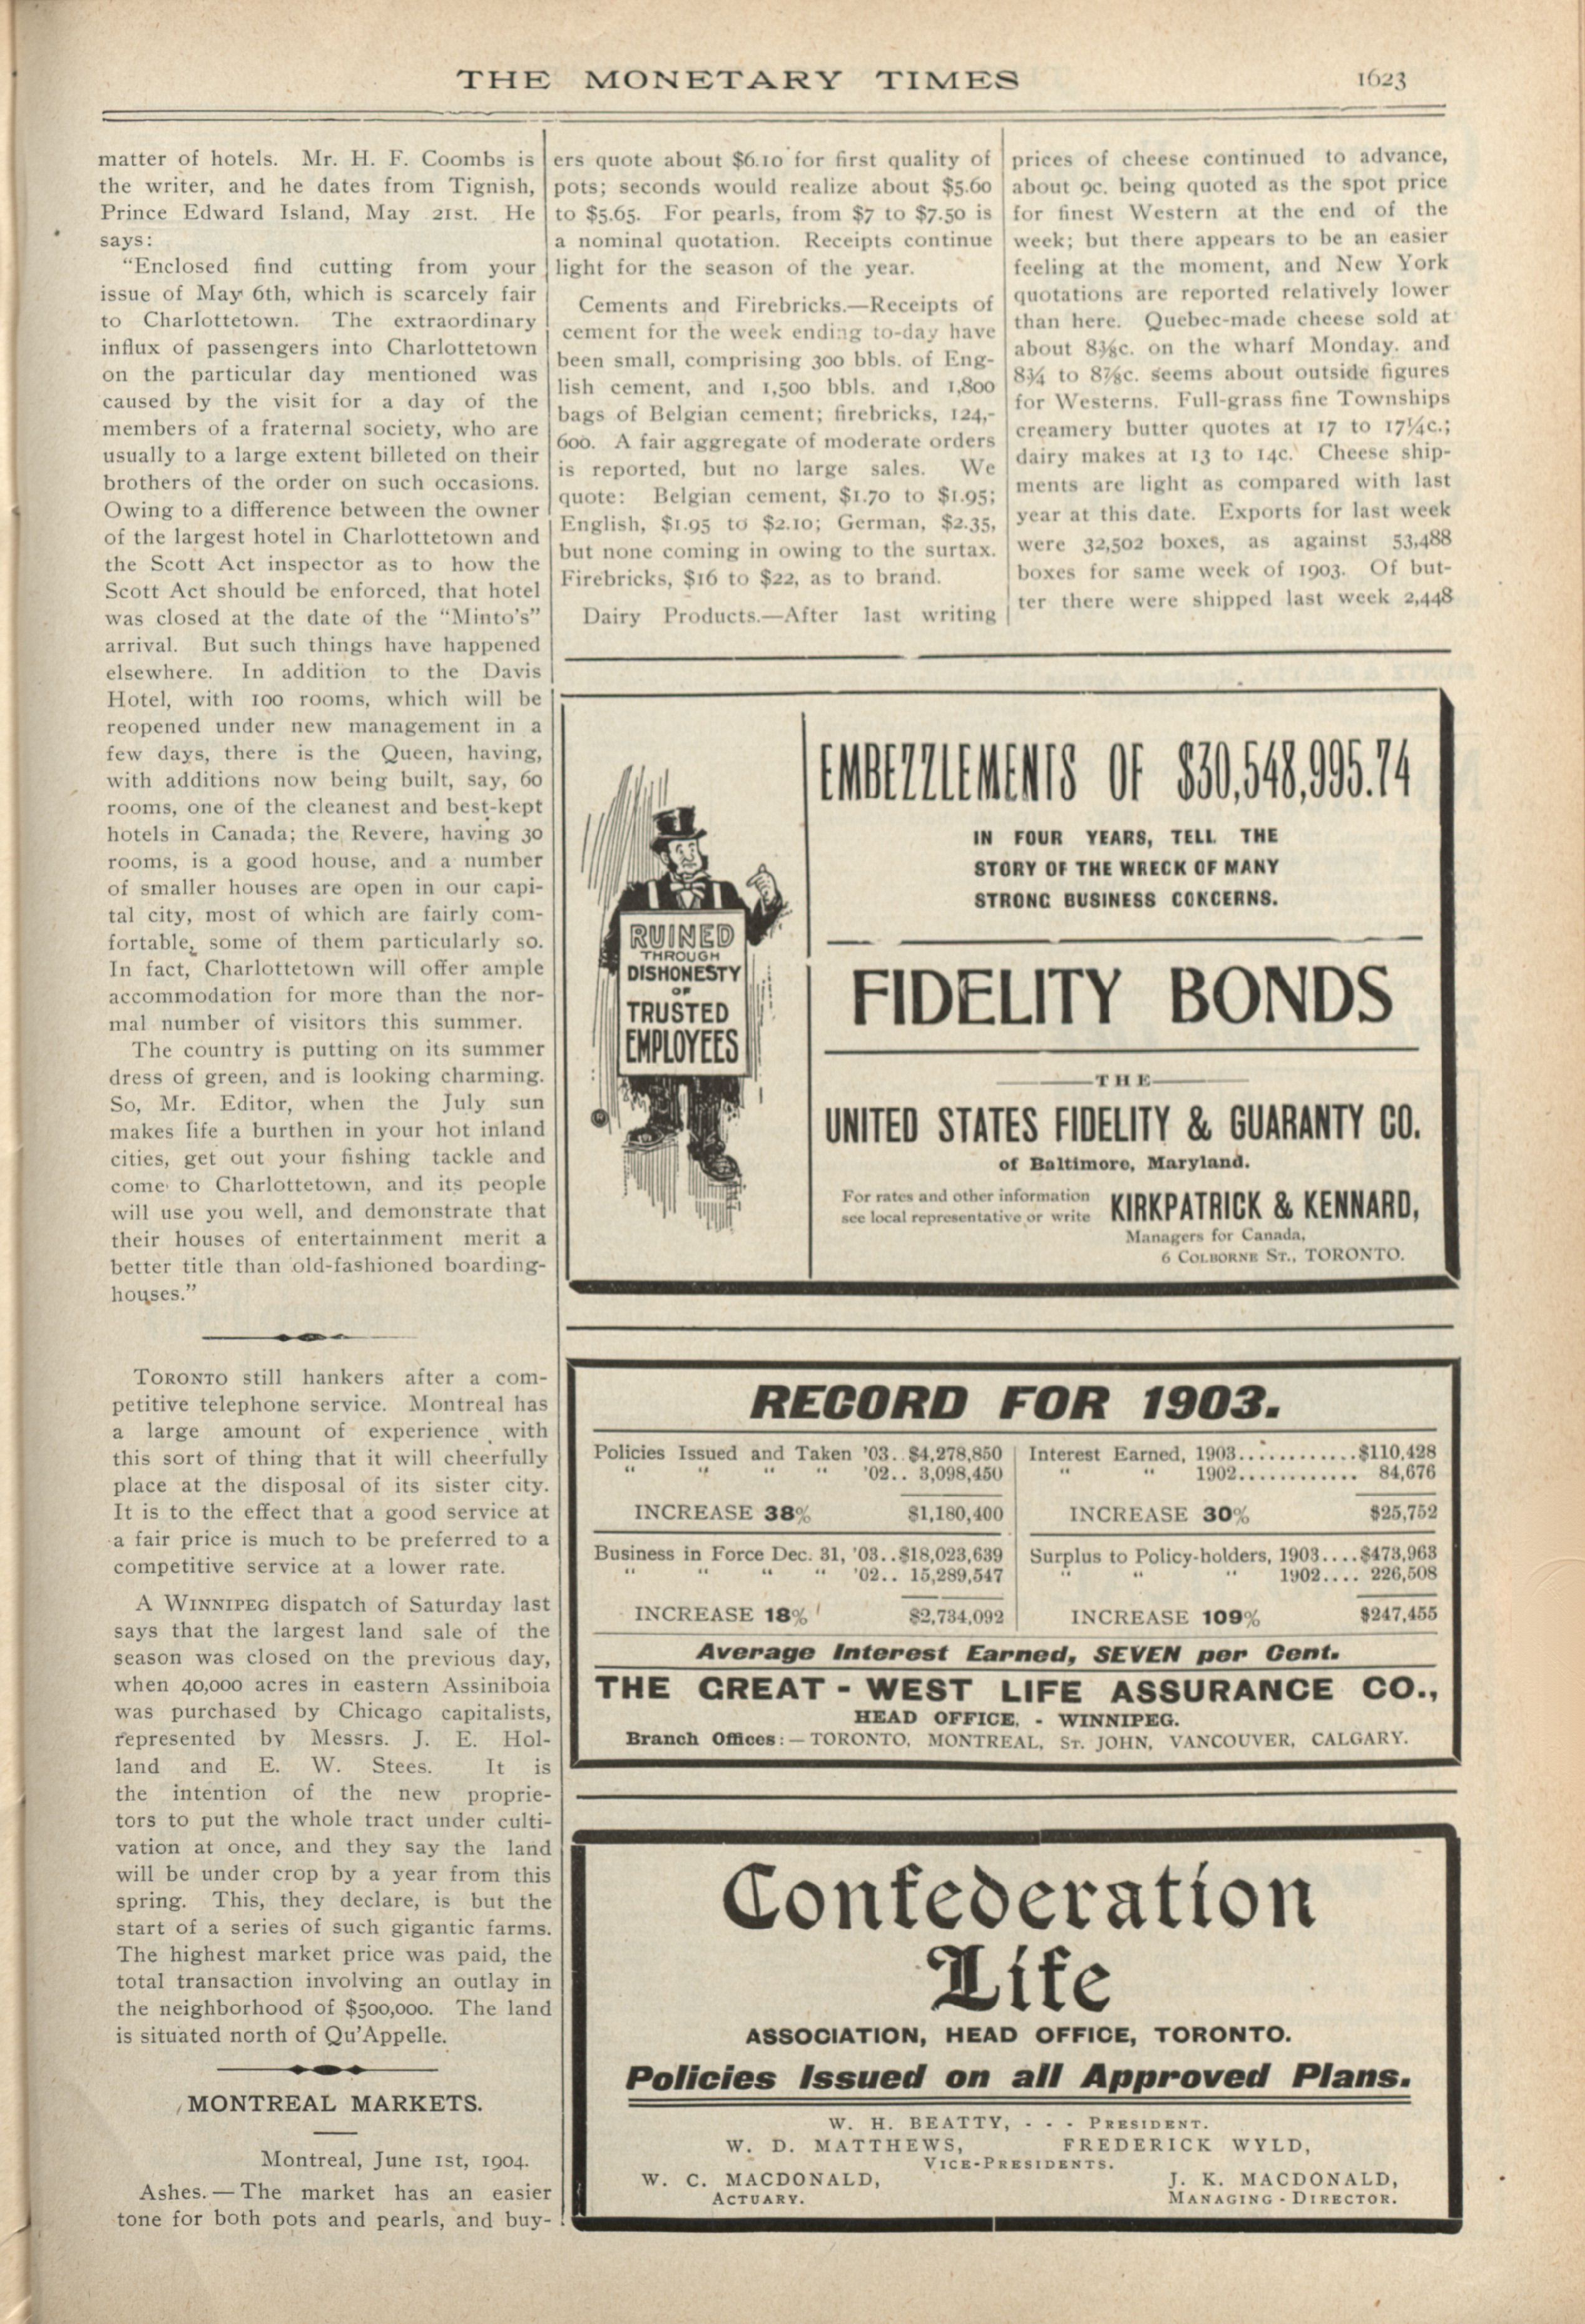 THE MONETARY TIMES 1623
matter of hotels. Mr. H. F. Coombs is
the writer, and he dates from Tignish,
Prince Edward Island, May 21st. He
says:
“Enclosed find cutting from your
issue of May 6th, which is scarcely fair
to Charlottetown. The extraordinary
influx of passengers into Charlottetown
on the particular day mentioned was
caused by the visit for a day of the
members of a fraternal society, who are
usually to a large extent billeted on their
brothers of the order on such occasions.
Owing to a difference between the owner
of the largest hotel in Charlottetown and
the Scott Act inspector as to how the
Scott Act should be enforced, that hotel
was closed at the date of the “Minto's”
arrival. But such things have happened
elsewhere. In addition to the Davis
Hotel, with 100 rooms, which will be
reopened under new management in a
few days, there is the Queen, having,
with additions now being built, say, 60
rooms, one of the cleanest and best-kept
hotels in Canada; the Revere, having 30
rooms, is a good house, and a number
of smaller houses are open in our capi-
tal city, most of which are fairly com-
fortable, some of them particularly so.
In fact, Charlottetown will offer ample
accommodation for more than the nor-
mal number of visitors this summer.
The country is putting on its summer
dress of green, and is looking charming.
So, Mr. Editor, when the July sun
makes life a burthen in your hot inland
cities, get out your fishing tackle and
come to Charlottetown, and its people
will use you well, and demonstrate that
their houses of entertainment merit a
better title than old-fashioned boarding-
houses.”
TORONTO still hankers after a com-
petitive telephone service. Montreal has
a large amount of experience with
this sort of thing that it will cheerfully
place at the disposal of its sister city.
It is to the effect that a good service at
a fair price is much to be preferred to a
competitive service at a lower rate.
A WINNIPEG dispatch of Saturday last
says that the largest land sale of the
season was closed on the previous day,
when 40,000 acres in eastern Assiniboia
was purchased by Chicago capitalists,
represented by Messrs. J. E. Hol-
land and E. W. Stees. It is
the intention of the new proprie-
tors to put the whole tract under culti-
vation at once, and they say the land
will be under crop by a year from this
spring. This, they declare, is but the
start of a series of such gigantic farms.
The highest market price was paid, the
total transaction involving an outlay in
the neighborhood of $500,000. The land
is situated north of Qu'Appelle.
MONTREAL MARKETS.
Montreal, June 1st, 1904.
Ashes.—The market has an easier
tone for both pots and pearls, and buy-
ers quote about $6.10 for first quality of
pots; seconds would realize about $5.60
to $5.65. For pearls, from $7 to $7.50 is
a nominal quotation. Receipts continue
light for the season of the year.
Cements and Firebricks.—Receipts of
cement for the week ending to-day have
been small, comprising 300 bbls. of Eng-
lish cement, and 1,500 bbls. and 1,800
bags of Belgian cement; firebricks, 124,-
600. A fair aggregate of moderate orders
is reported, but no large sales. We
quote: Belgian cement, $1.70 to $1.95;
English, $1.95 to $2.10; German, $2.35,
but none coming in owing to the surtax.
Firebricks, $16 to $22, as to brand.
Dairy Products.—After last writing
prices of cheese continued to advance,
about 9c. being quoted as the spot price
for finest Western at the end of the
week; but there appears to be an easier
feeling at the moment, and New York
quotations are reported relatively lower
than here. Quebec-made cheese sold at
about 8⅜c. on the wharf Monday. and
8¾ to 8⅞c. seems about outside figures
for Westerns. Full-grass fine Townships
creamery butter quotes at 17 to 17¼c.;
dairy makes at 13 to 14c. Cheese ship-
ments are light as compared with last
year at this date. Exports for last week
were 32,502 boxes, as against 53,488
boxes for same week of 1903. Of but-
ter there were shipped last week 2,448
RUINED
THROUGH
DISHONESTY
OF
TRUSTED
EMPLOYEES
EMBEZZLEMENTS OF $30,548,995.74
IN FOUR YEARS, TELL THE
STORY OF THE WRECK OF MANY
STRONG BUSINESS CONCERNS.
FIDELITY BONDS
THE
UNITED STATES FIDELITY & GUARANTY CO.
of Baltimore, Maryland.
For rates and other information
see local representative or write
KIRKPATRICK & KENNARD,
Managers for Canada,
6 COLBORNE ST., TORONTO.
RECORD FOR 1903.
Policies Issued and Taken '03..$4,278,850
“ “ “ “ '02.. 3,098,450
INCREASE 38% $1,180,400
Interest Earned, 1903............$110,428
“ “ 1902............ 84,676
INCREASE 30% $25,752
Business in Force Dec. 31, '03..$18,023,639
“ “ “ “ '02.. 15,289,547
INCREASE 18% $2,734,092
Surplus to Policy-holders, 1903....$473,963
“ “ “ 1902.... 226,508
INCREASE 109% $247,455
Average Interest Earned, SEVEN per Cent.
THE GREAT-WEST LIFE ASSURANCE CO.,
HEAD OFFICE, - WINNIPEG.
Branch Offices:—TORONTO, MONTREAL, ST. JOHN, VANCOUVER, CALGARY.
Confederation
Life
ASSOCIATION, HEAD OFFICE, TORONTO.
Policies Issued on all Approved Plans.
W. H. BEATTY, - - - PRESIDENT.
W. D. MATTHEWS, FREDERICK WYLD,
VICE-PRESIDENTS.
W. C. MACDONALD, J. K. MACDONALD,
ACTUARY. MANAGING-DIRECTOR.